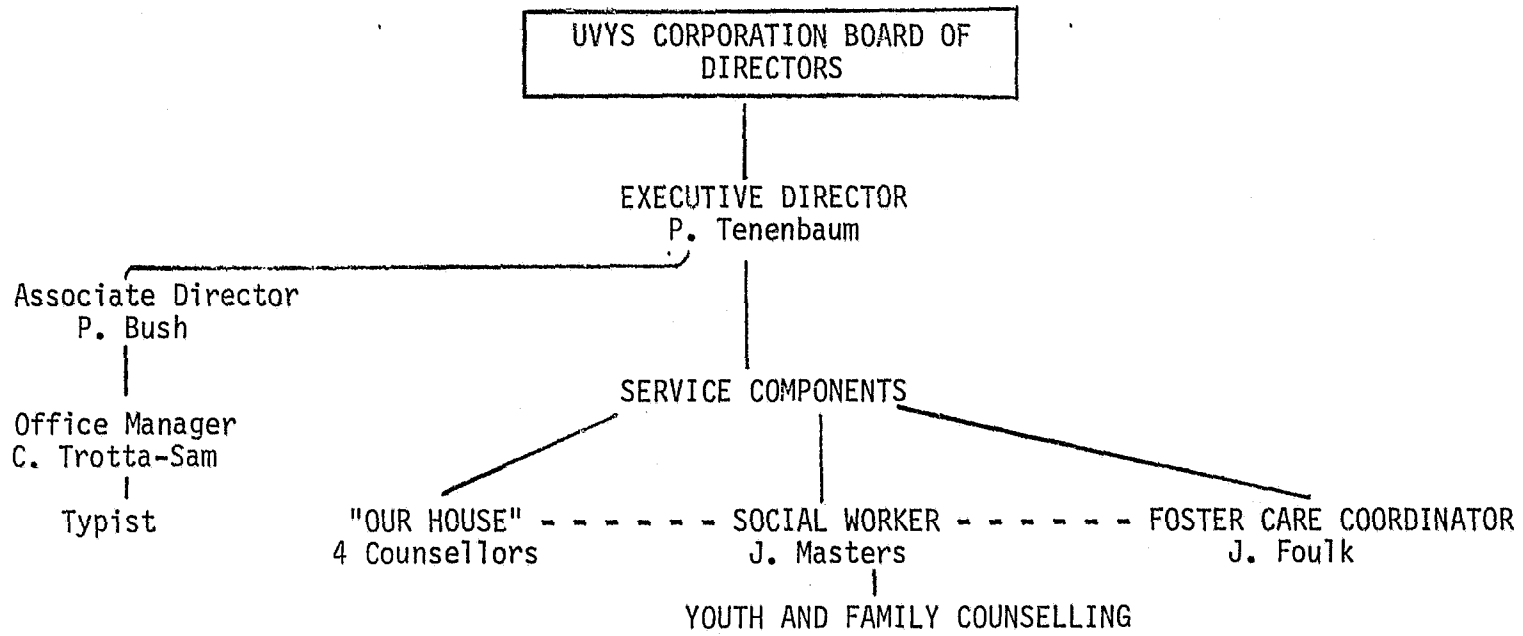 UVYS CORPORATION BOARD OF
DIRECTORS
EXECUTIVE DIRECTOR
P. Tenenbaum
Associate Director
P. Bush
SERVICE COMPONENTS
Office Manager
C. Trotta-Sam
Typist
"OUR HOUSE" - - - - - - SOCIAL WORKER - - - - - - FOSTER CARE COORDINATOR
4 Counsellors
J. Masters
J. Foulk
YOUTH AND FAMILY COUNSELLING